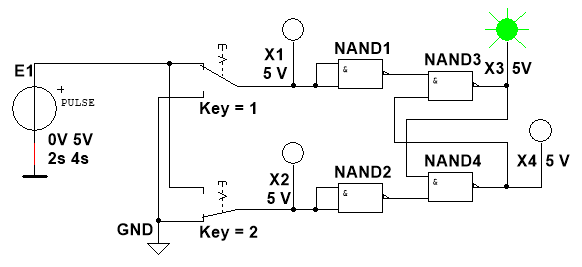 X1
5 V
NAND1
&
NAND3
&
X3 5V
E1
+
PULSE
0V 5V
2s 4s
Key = 1
X2
5 V
NAND2
&
NAND4
&
X4 5 V
GND
Key = 2